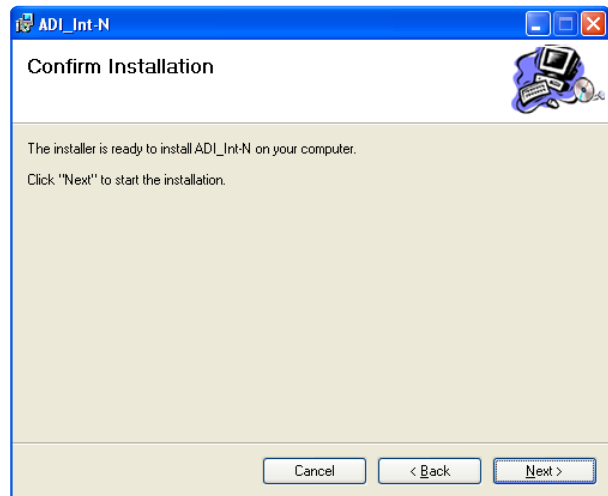 ADI_Int-N
Confirm Installation
The installer is ready to install ADI_Int-N on your computer.
Click "Next" to start the installation.
Cancel
< Back
Next >